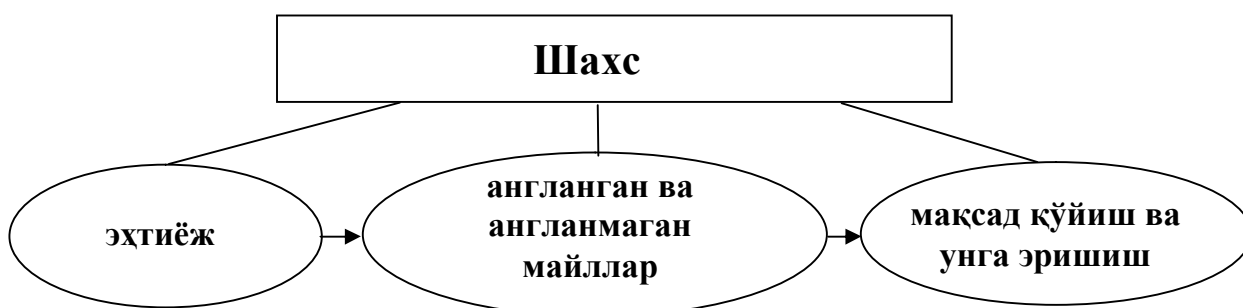 Шахс
эҳтиёж
англанган ва
англанмаган
майллар
мақсад қўйиш ва
унга эришиш